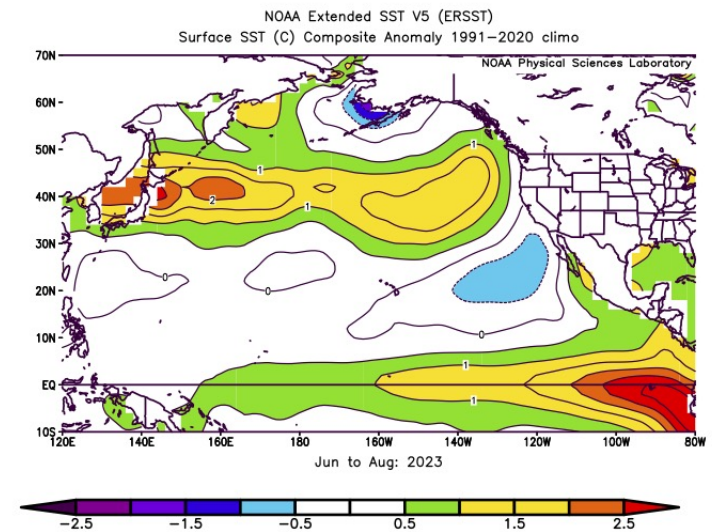 NOAA Extended SST V5 (ERSST)
Surface SST (C) Composite Anomaly 1991−2020 climo
NOAA Physical Sciences Laboratory
70N
60N
50N
40N
30N
20N
10N
EQ
10S
1
1
2
1
0
0
0
1
1
120E 140E 160E 180 160W 140W 120W 100W 80W
Jun to Aug: 2023
−2.5 −1.5 −0.5 0.5 1.5 2.5